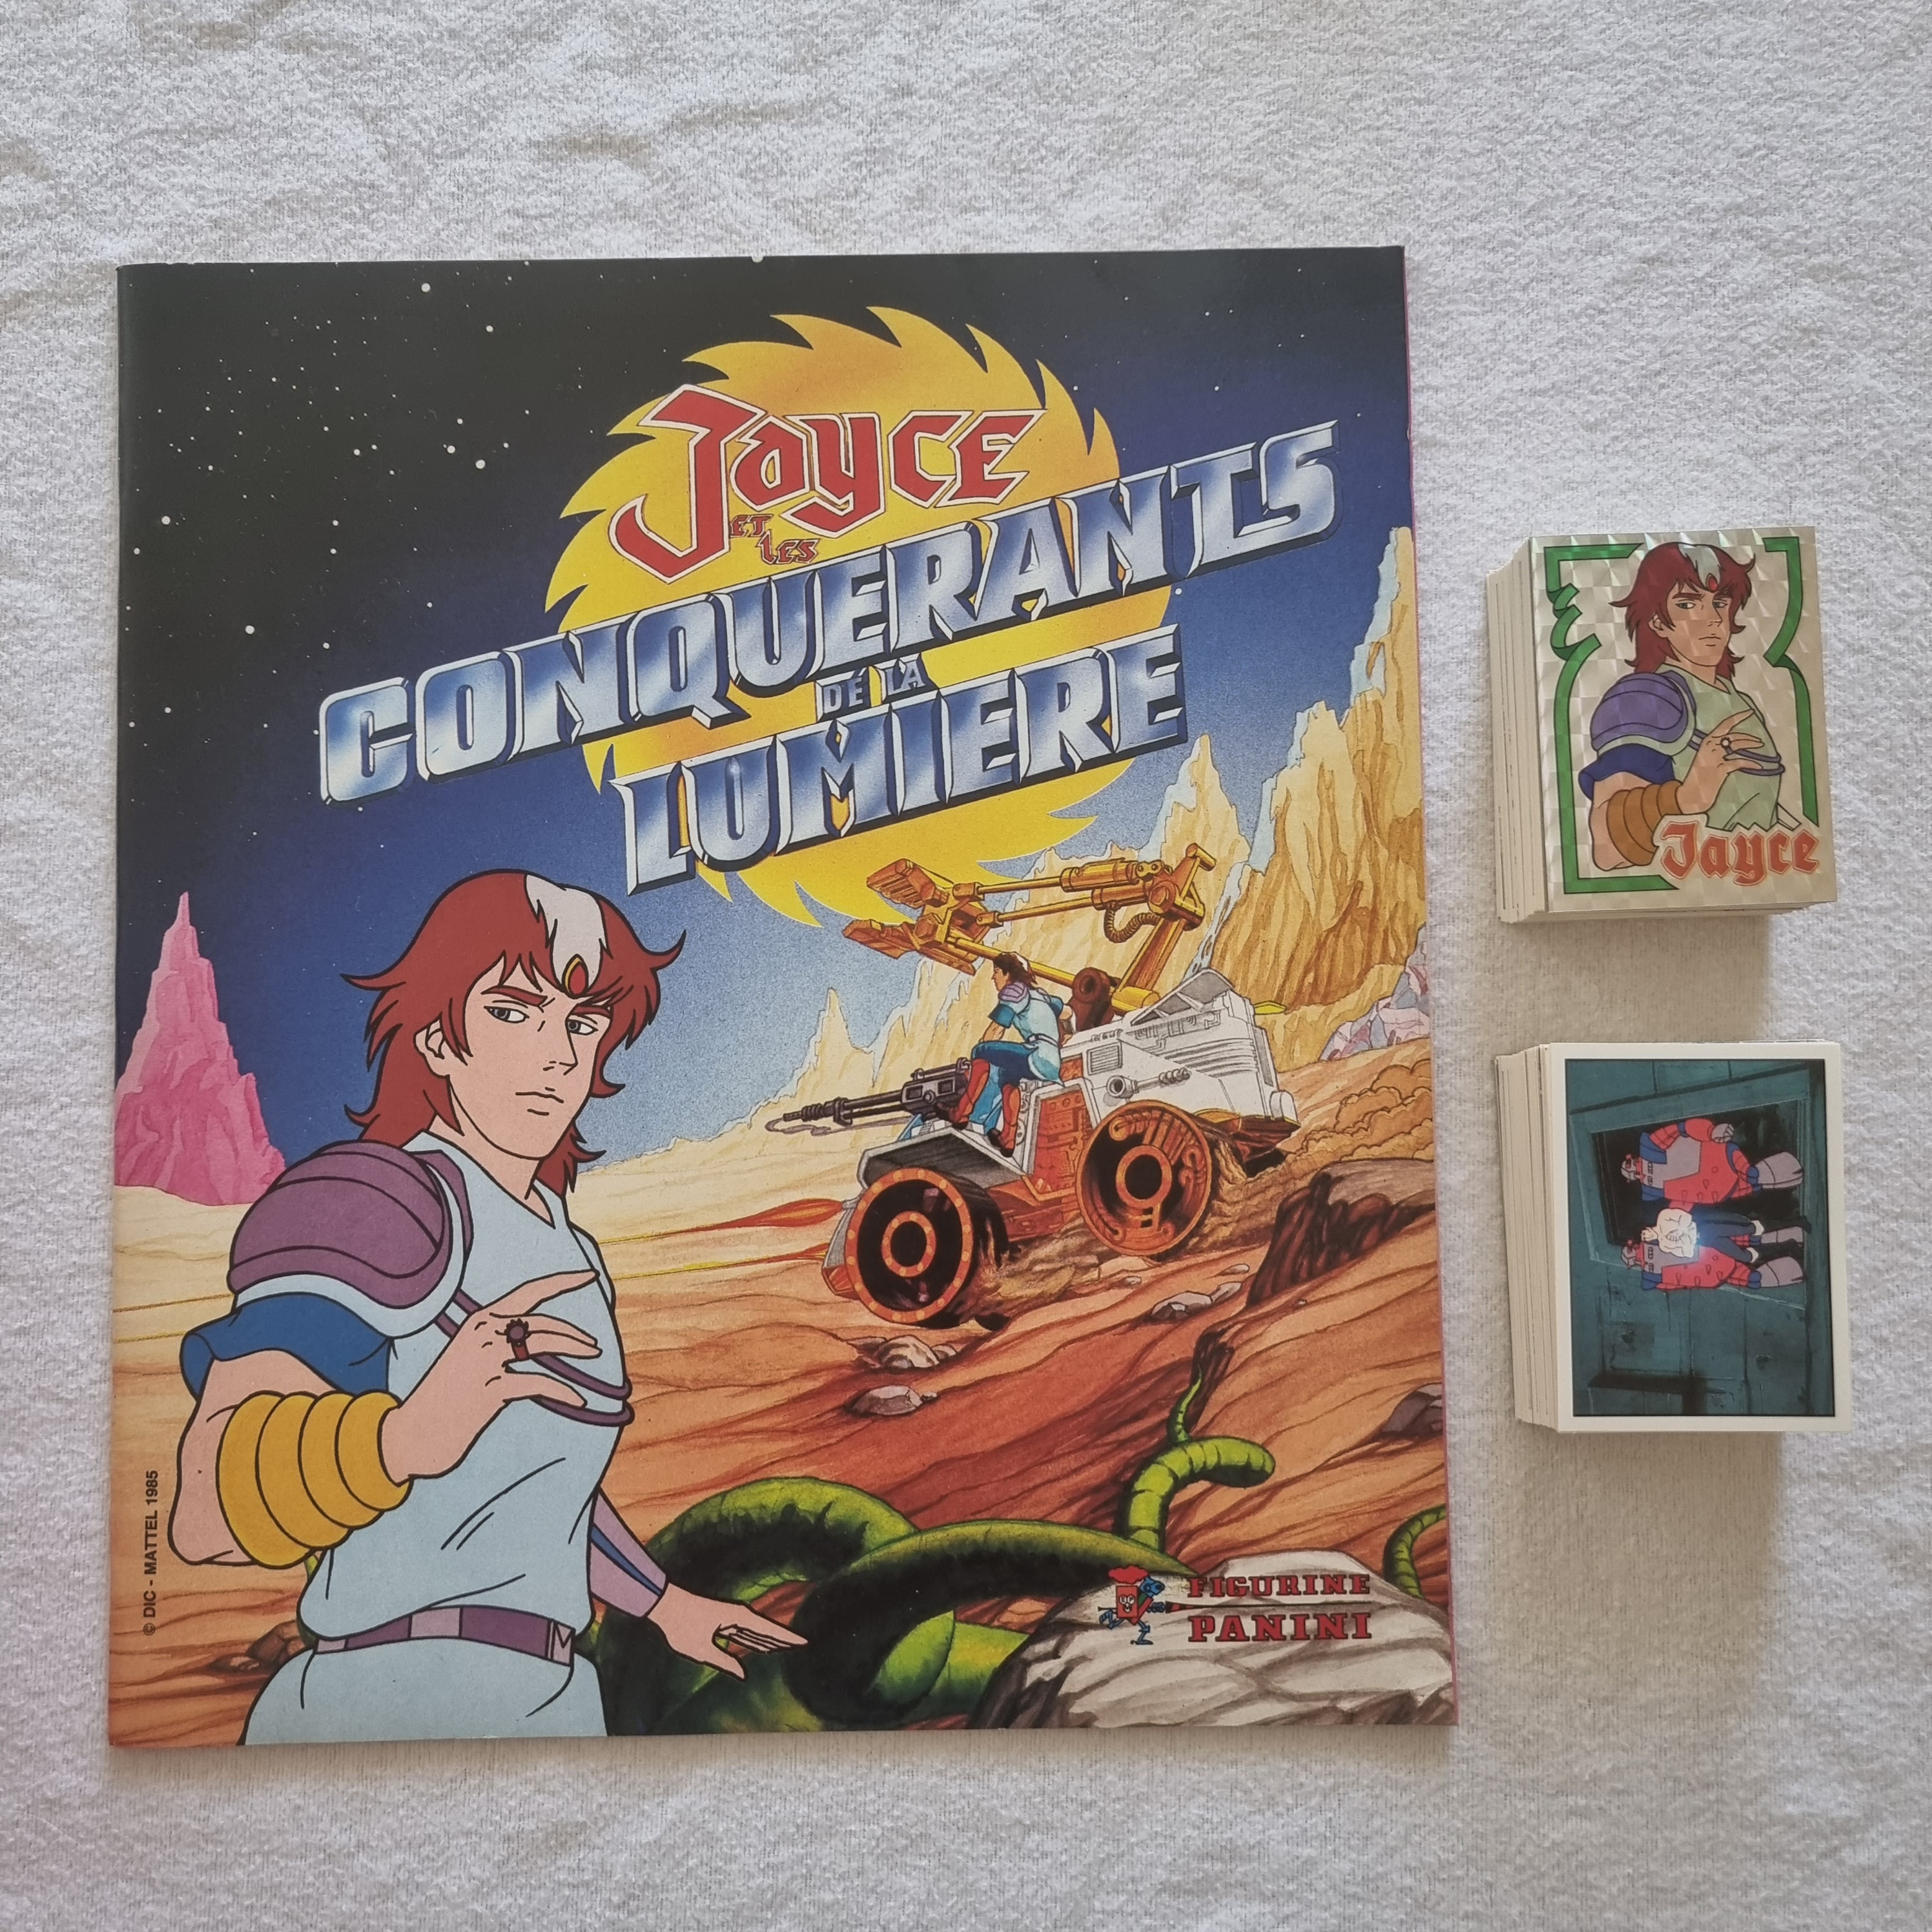 Jayce
ET
LES
CONQUERANTS
DE LA
LUMIERE
© DIC - MATTEL 1985
FIGURINE
PANINI
Jayce